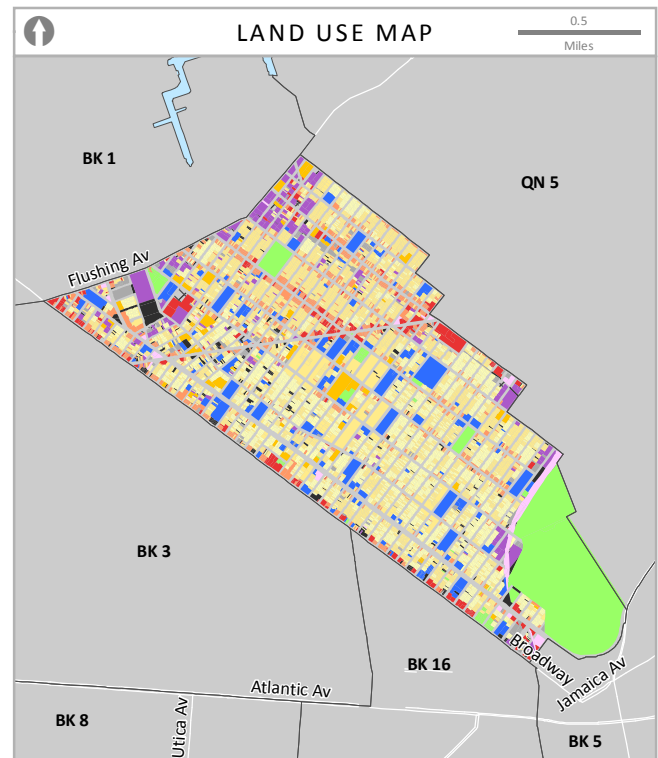 LAND USE MAP
0.5
Miles
BK 1
QN 5
Flushing Av
BK 3
BK 16
Broadway
Jamaica Av
Atlantic Av
Utica Av
BK 8
BK 5